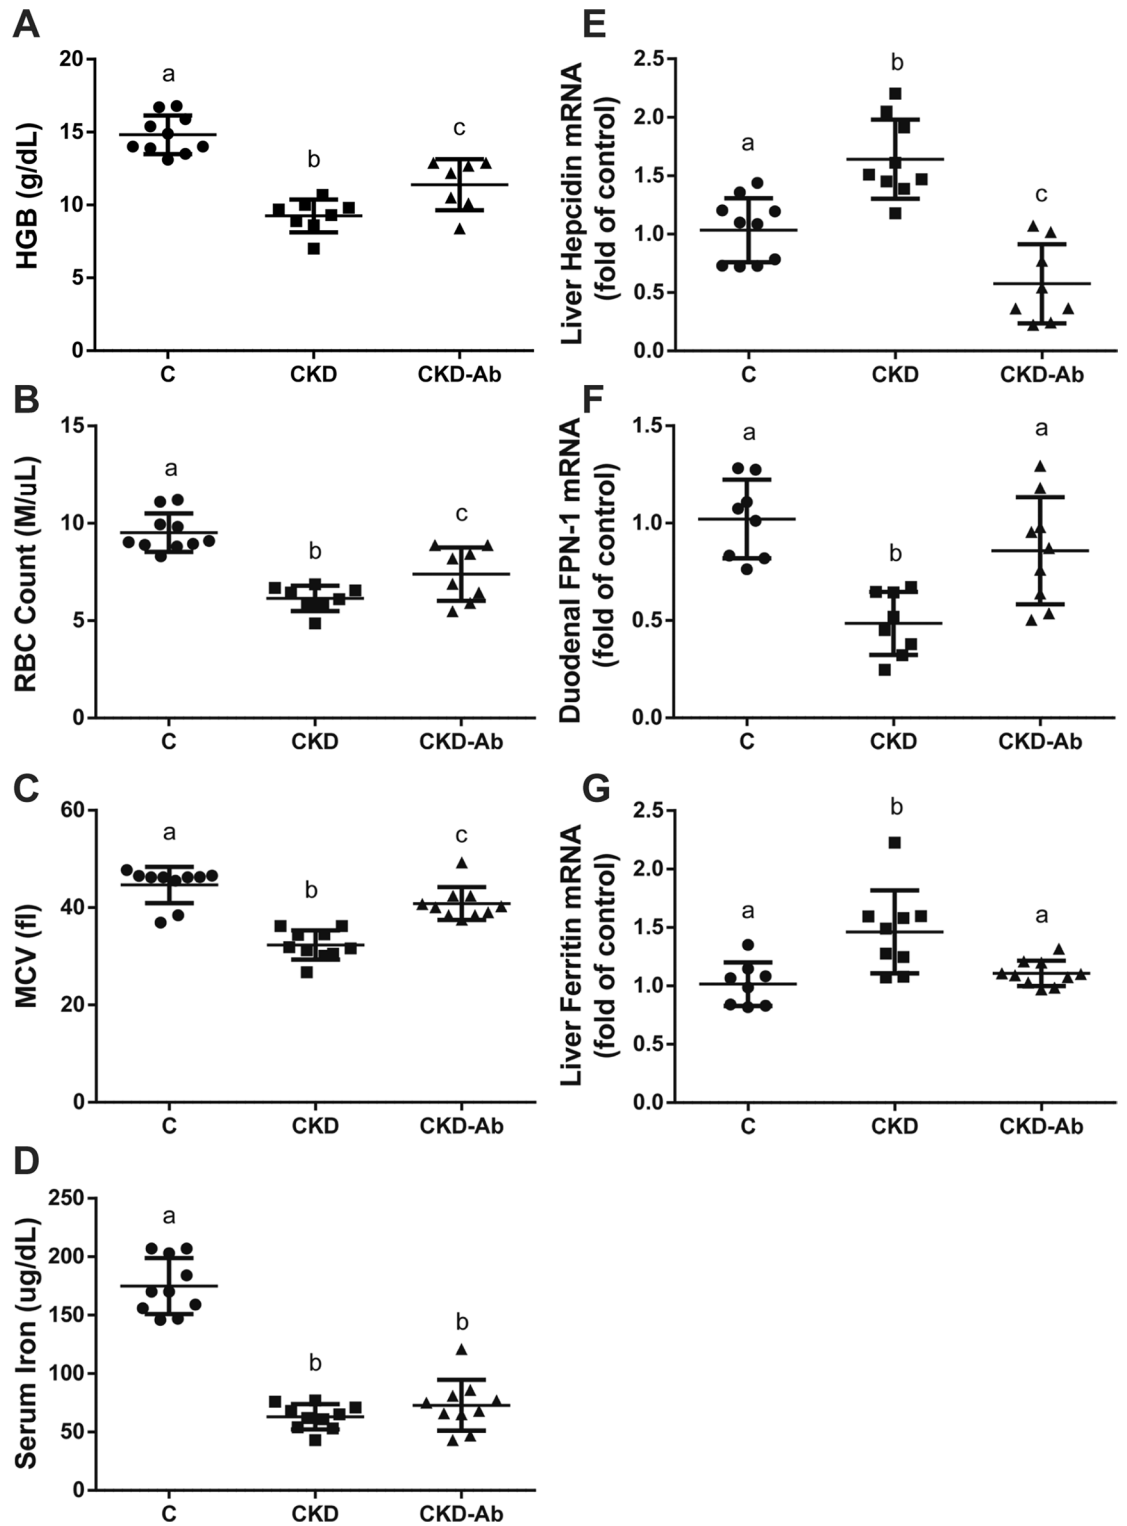 A
HGB (g/dL)
20
15
10
5
0
a
b
c
C
CKD
CKD-Ab
B
RBC Count (M/uL)
15
10
5
0
a
b
c
C
CKD
CKD-Ab
C
MCV (fl)
60
40
20
0
a
b
c
C
CKD
CKD-Ab
D
Serum Iron (ug/dL)
250
200
150
100
50
0
a
b
b
C
CKD
CKD-Ab
E
Liver Hepcidin mRNA
(fold of control)
2.5
2.0
1.5
1.0
0.5
0.0
a
b
c
C
CKD
CKD-Ab
F
Duodenal FPN-1 mRNA
(fold of control)
1.5
1.0
0.5
0.0
a
b
a
C
CKD
CKD-Ab
G
Liver Ferritin mRNA
(fold of control)
2.5
2.0
1.5
1.0
0.5
0.0
a
b
a
C
CKD
CKD-Ab